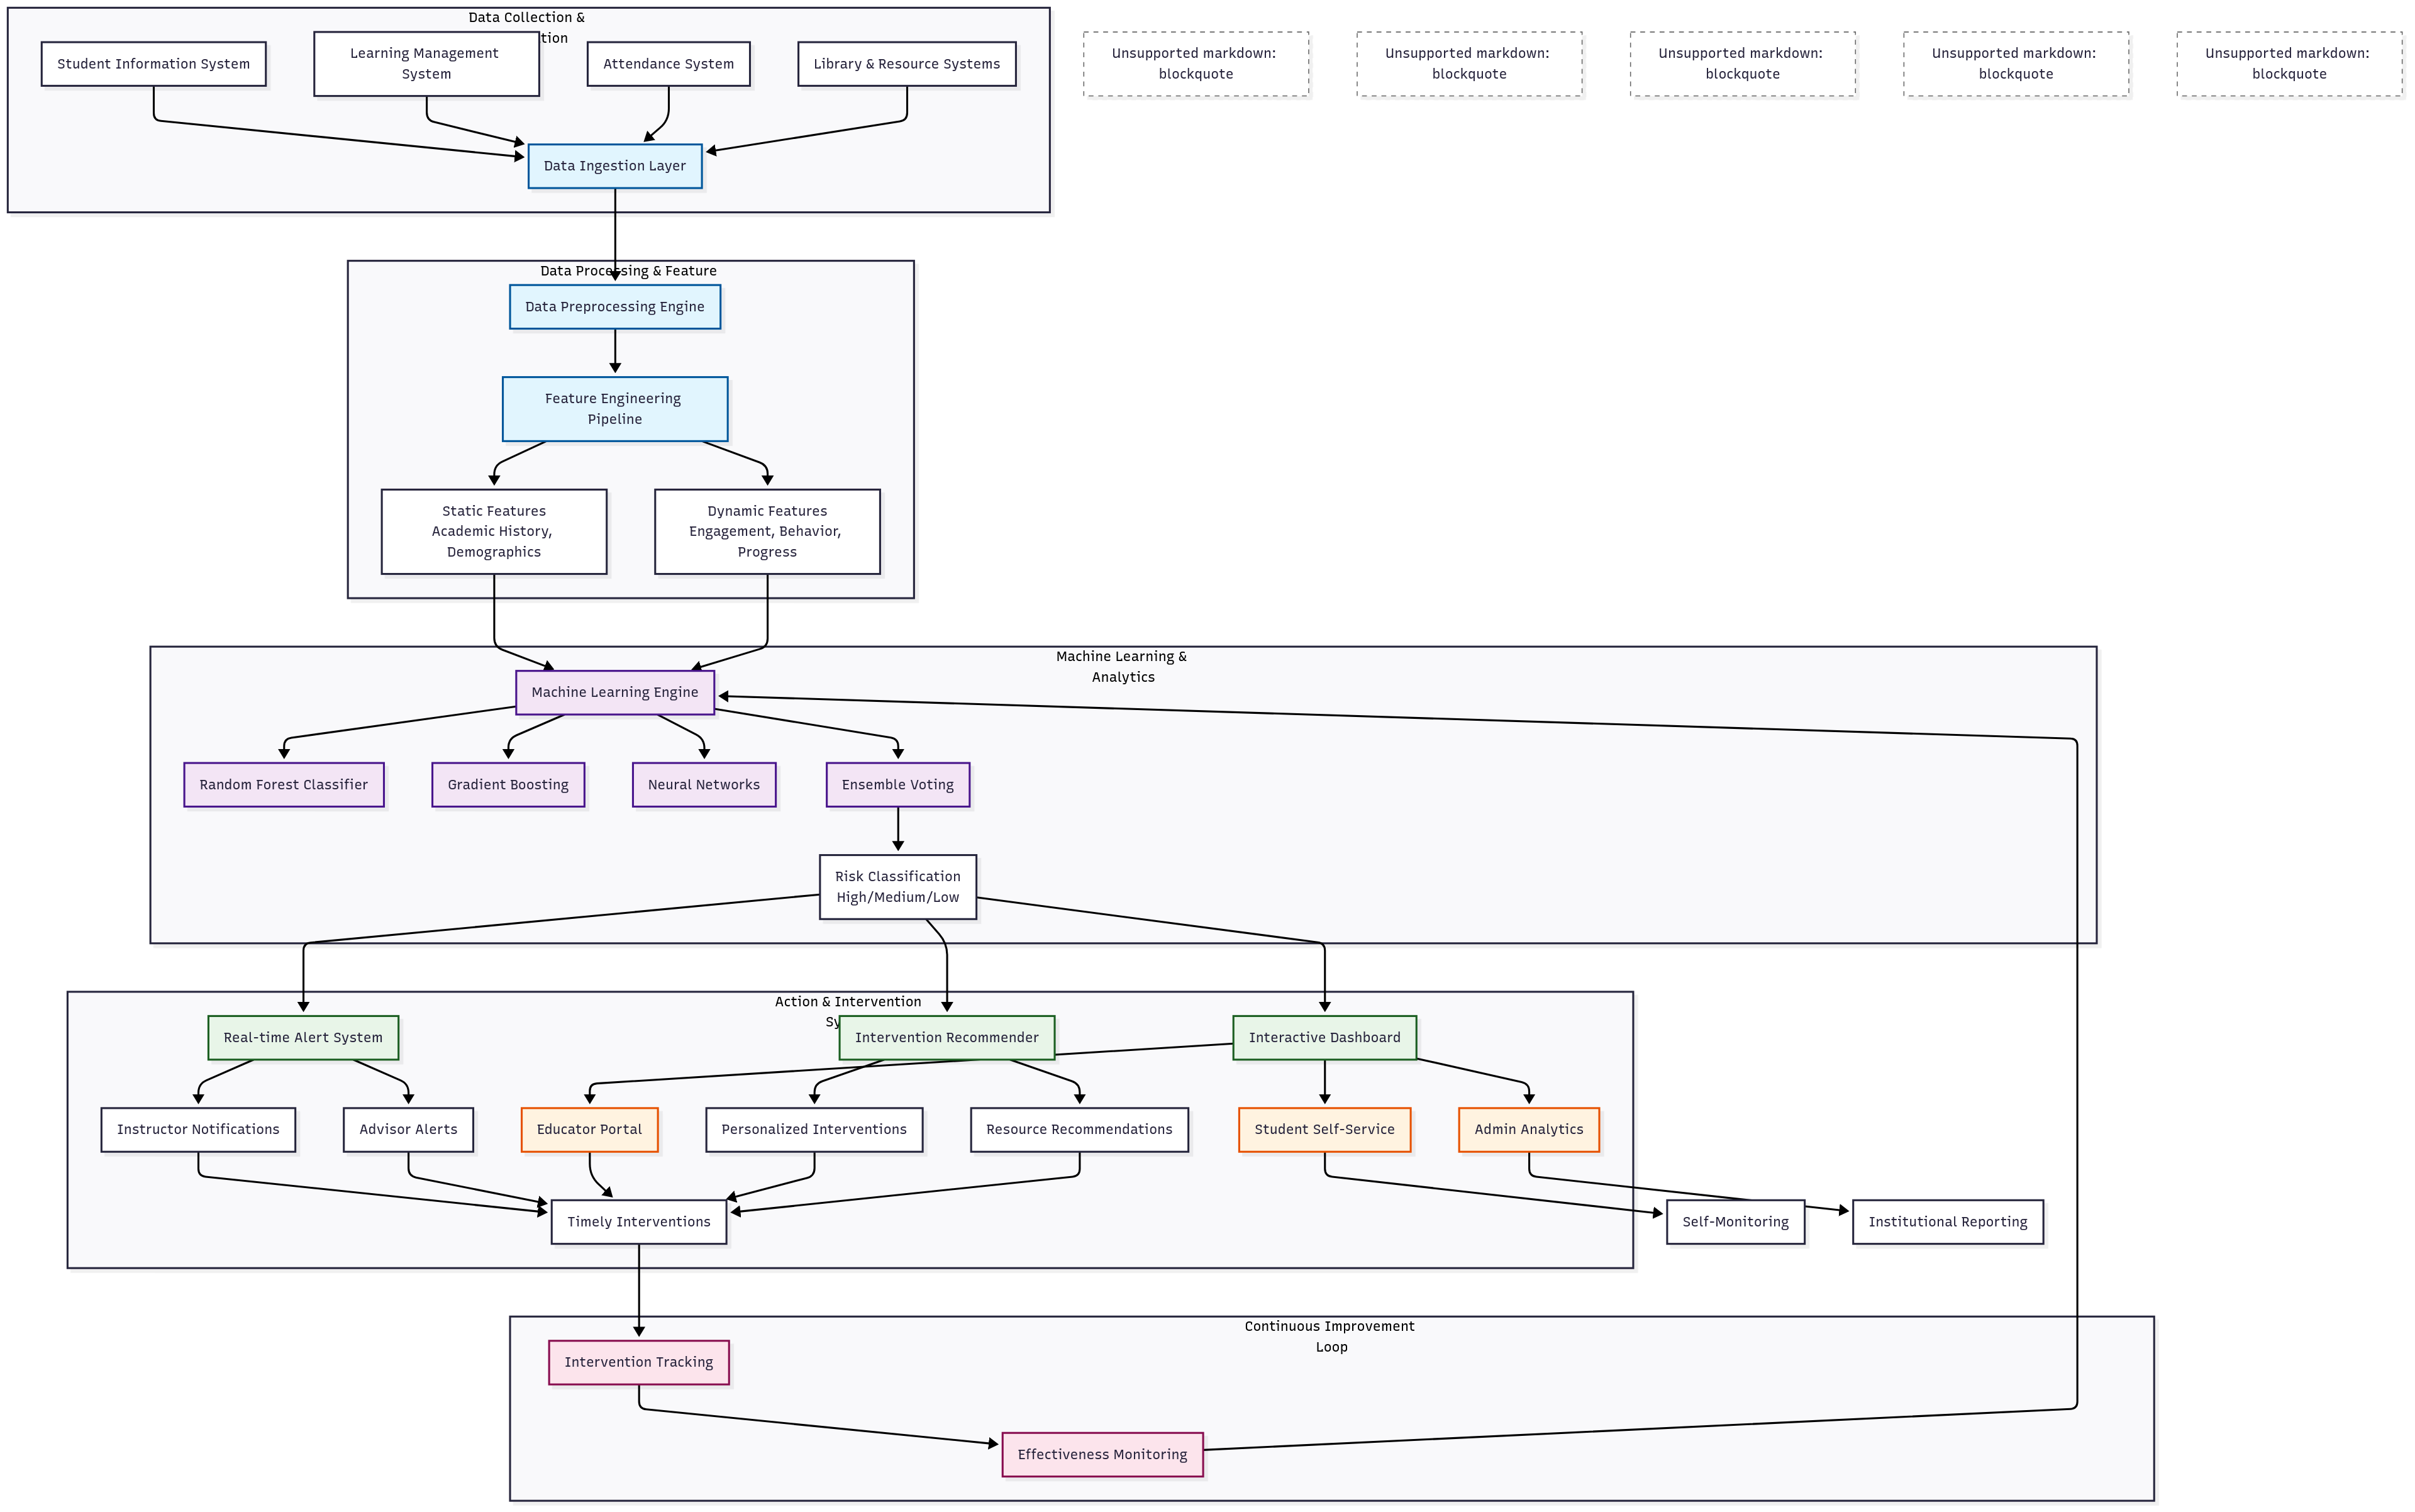 Data Collection &
tion
Student Information System
Learning Management
System
Attendance System
Library & Resource Systems
Unsupported markdown:
blockquote
Unsupported markdown:
blockquote
Unsupported markdown:
blockquote
Unsupported markdown:
blockquote
Unsupported markdown:
blockquote
Data Ingestion Layer
Data Processing & Feature
Data Preprocessing Engine
Feature Engineering
Pipeline
Static Features
Academic History,
Demographics
Dynamic Features
Engagement, Behavior,
Progress
Machine Learning &
Analytics
Machine Learning Engine
Random Forest Classifier
Gradient Boosting
Neural Networks
Ensemble Voting
Risk Classification
High/Medium/Low
Action & Intervention
Sy
Real-time Alert System
Intervention Recommender
Interactive Dashboard
Instructor Notifications
Advisor Alerts
Educator Portal
Personalized Interventions
Resource Recommendations
Student Self-Service
Admin Analytics
Timely Interventions
Self-Monitoring
Institutional Reporting
Continuous Improvement
Loop
Intervention Tracking
Effectiveness Monitoring